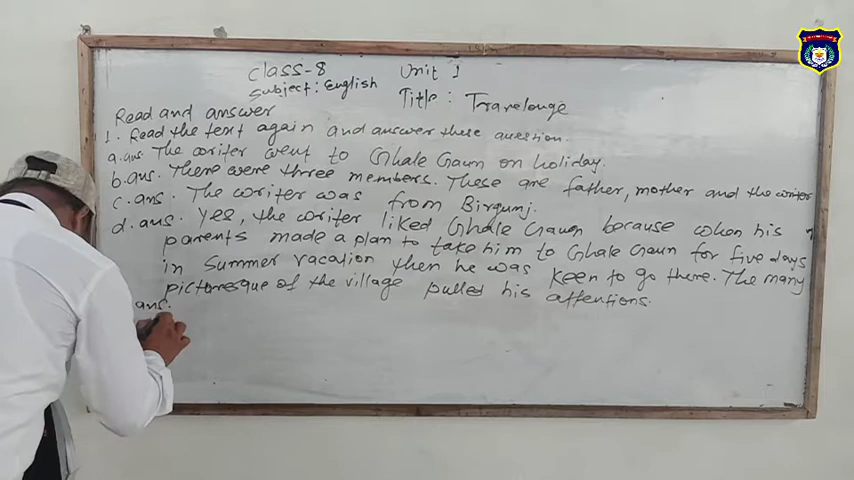 Class-8 Unit 1
Subject: English Title: Travelouge
Read and answer
1. Read the text again and answer these question.
a. ans. The writer went to Ghale Gaun on holiday.
b. ans. There were three members. These are father, mother and the writer
c. ans. The writer was from Birgunj.
d. ans. Yes, the writer liked Ghale Gaun because when his
parents made a plan to take him to Ghale Gaun for five days
in summer vacation then he was keen to go there. The many
picturesque of the village pulled his affentions.
ans.